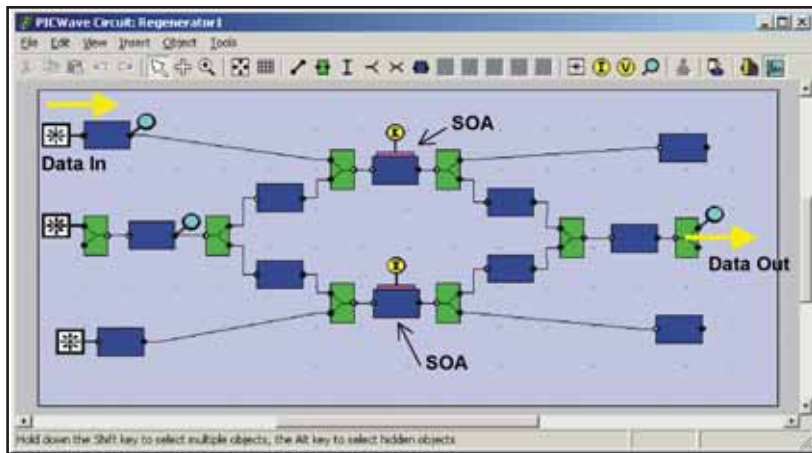 PICWave Circuit: Regenerator1
File Edit View Insert Object Tools
SOA
Data In
Data Out
SOA
Hold down the Shift key to select multiple objects, the Alt key to select hidden objects